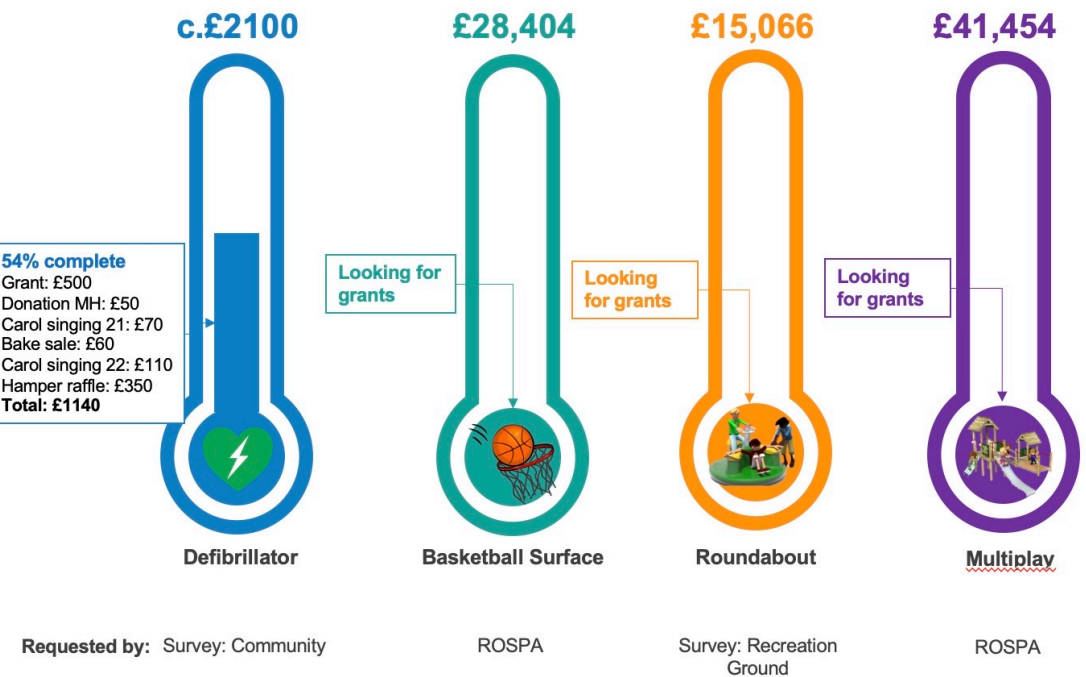 c.£2100
£28,404
£15,066
£41,454
54% complete
Grant: £500
Donation MH: £50
Carol singing 21: £70
Bake sale: £60
Carol singing 22: £110
Hamper raffle: £350
Total: £1140
Looking for
grants
Looking
for grants
Looking
for grants
Defibrillator
Basketball Surface
Roundabout
Multiplay
Requested by:
Survey: Community
ROSPA
Survey: Recreation
Ground
ROSPA